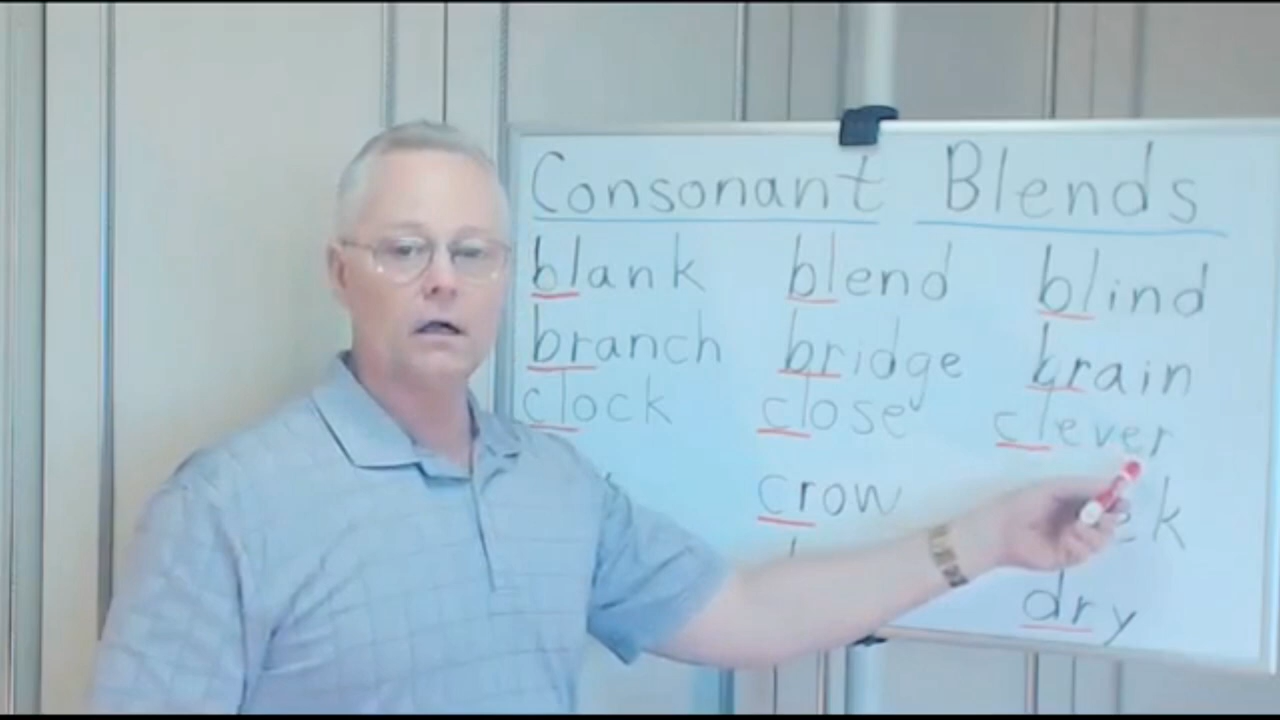 Consonant Blends
blank blend blind
branch bridge brain
clock close clever
crow
dry